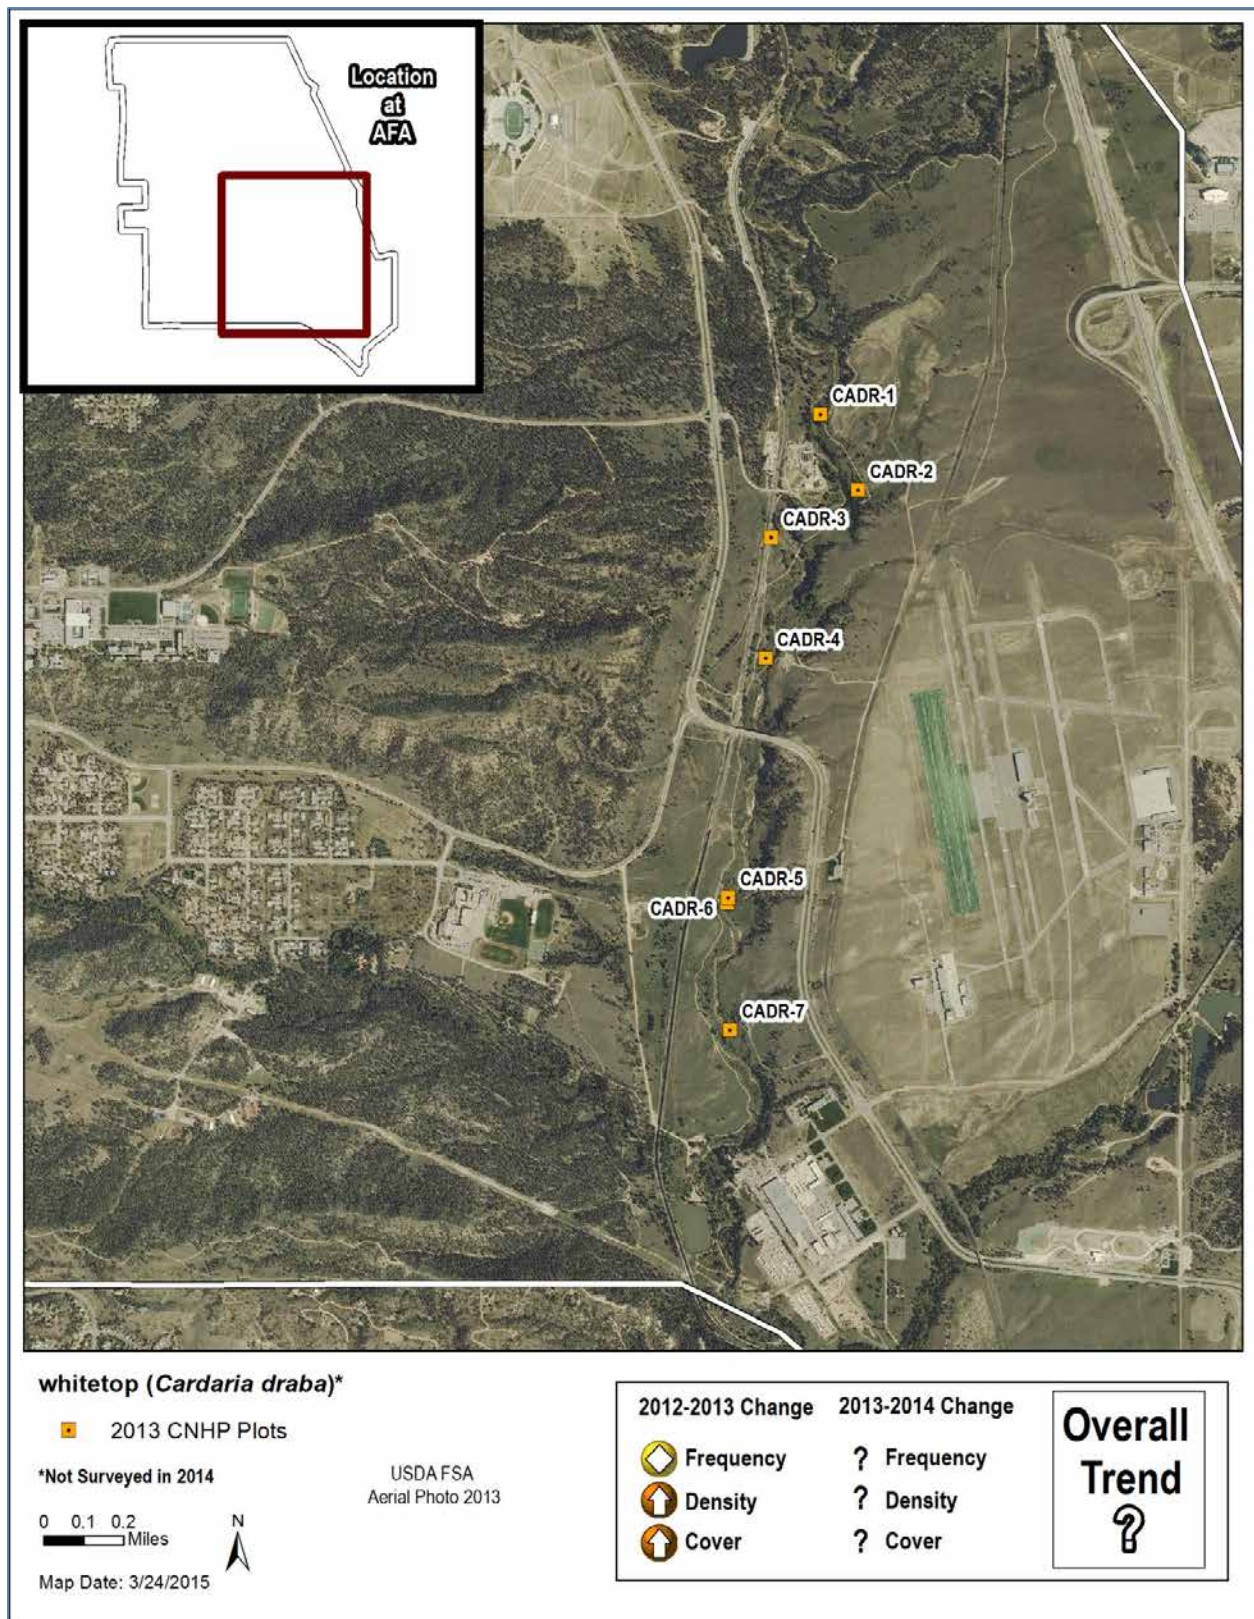 Location
at
AFA
CADR-1
CADR-2
CADR-3
CADR-4
CADR-5
CADR-6
CADR-7
whitetop (Cardaria draba)*
2013 CNHP Plots
*Not Surveyed in 2014
USDA FSA
Aerial Photo 2013
0 0.1 0.2
Miles
N
Map Date: 3/24/2015
2012-2013 Change
Frequency
Density
Cover
2013-2014 Change
? Frequency
? Density
? Cover
Overall
Trend
?